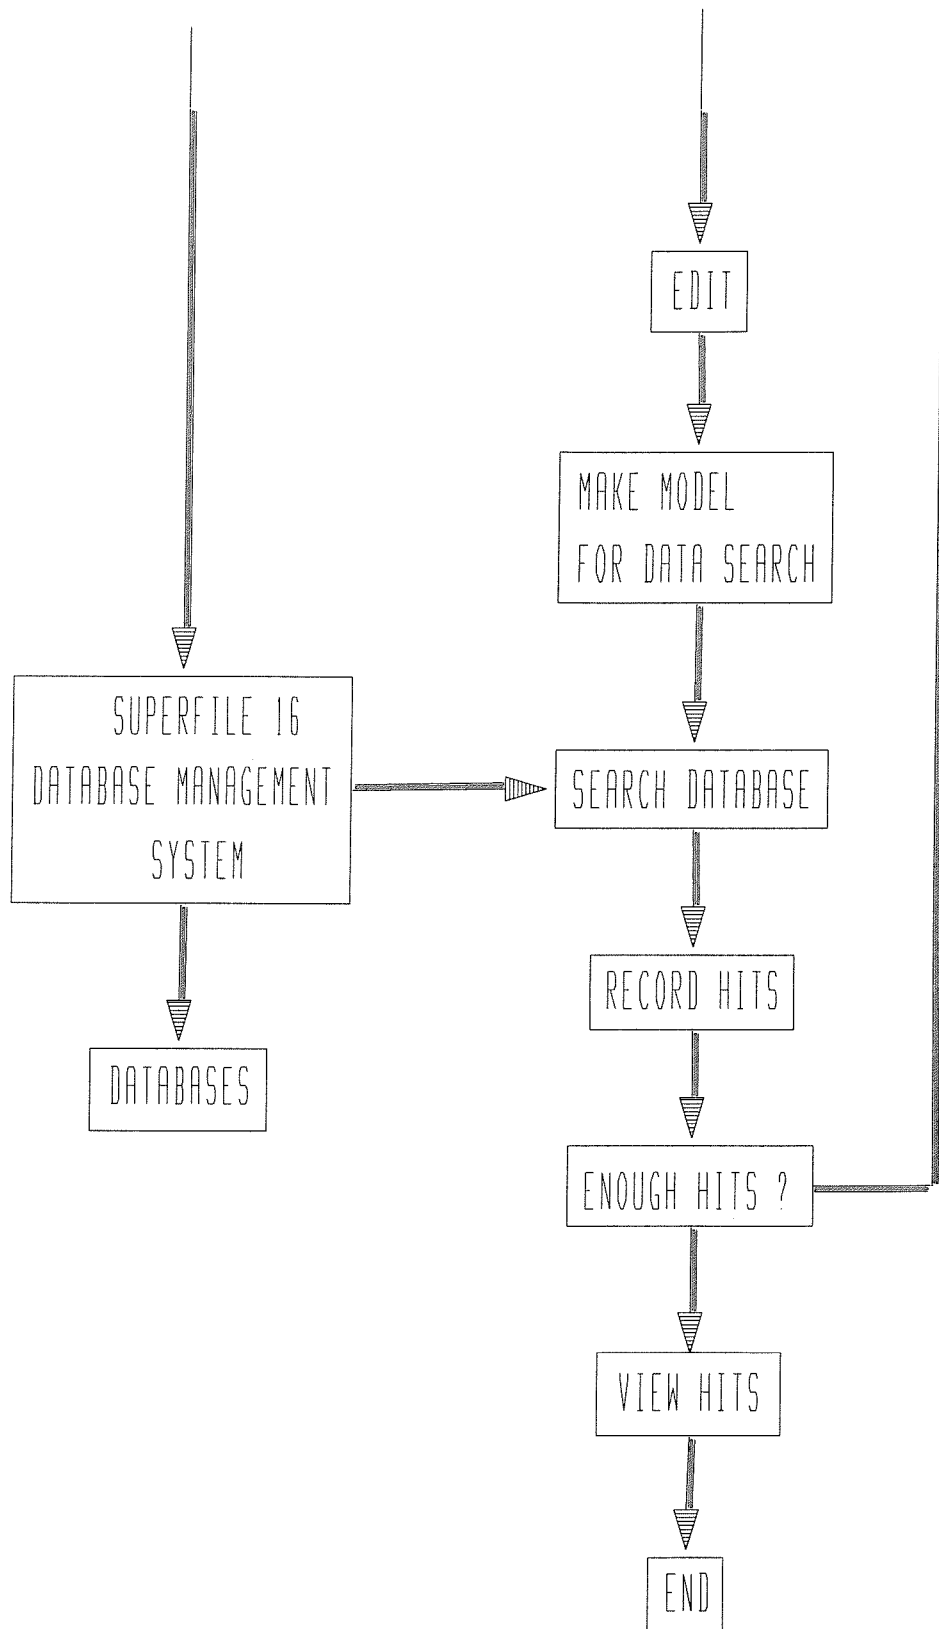 EDIT
MAKE MODEL
FOR DATA SEARCH
SUPERFILE 16
DATABASE MANAGEMENT
SYSTEM
SEARCH DATABASE
RECORD HITS
DATABASES
ENOUGH HITS ?
VIEW HITS
END